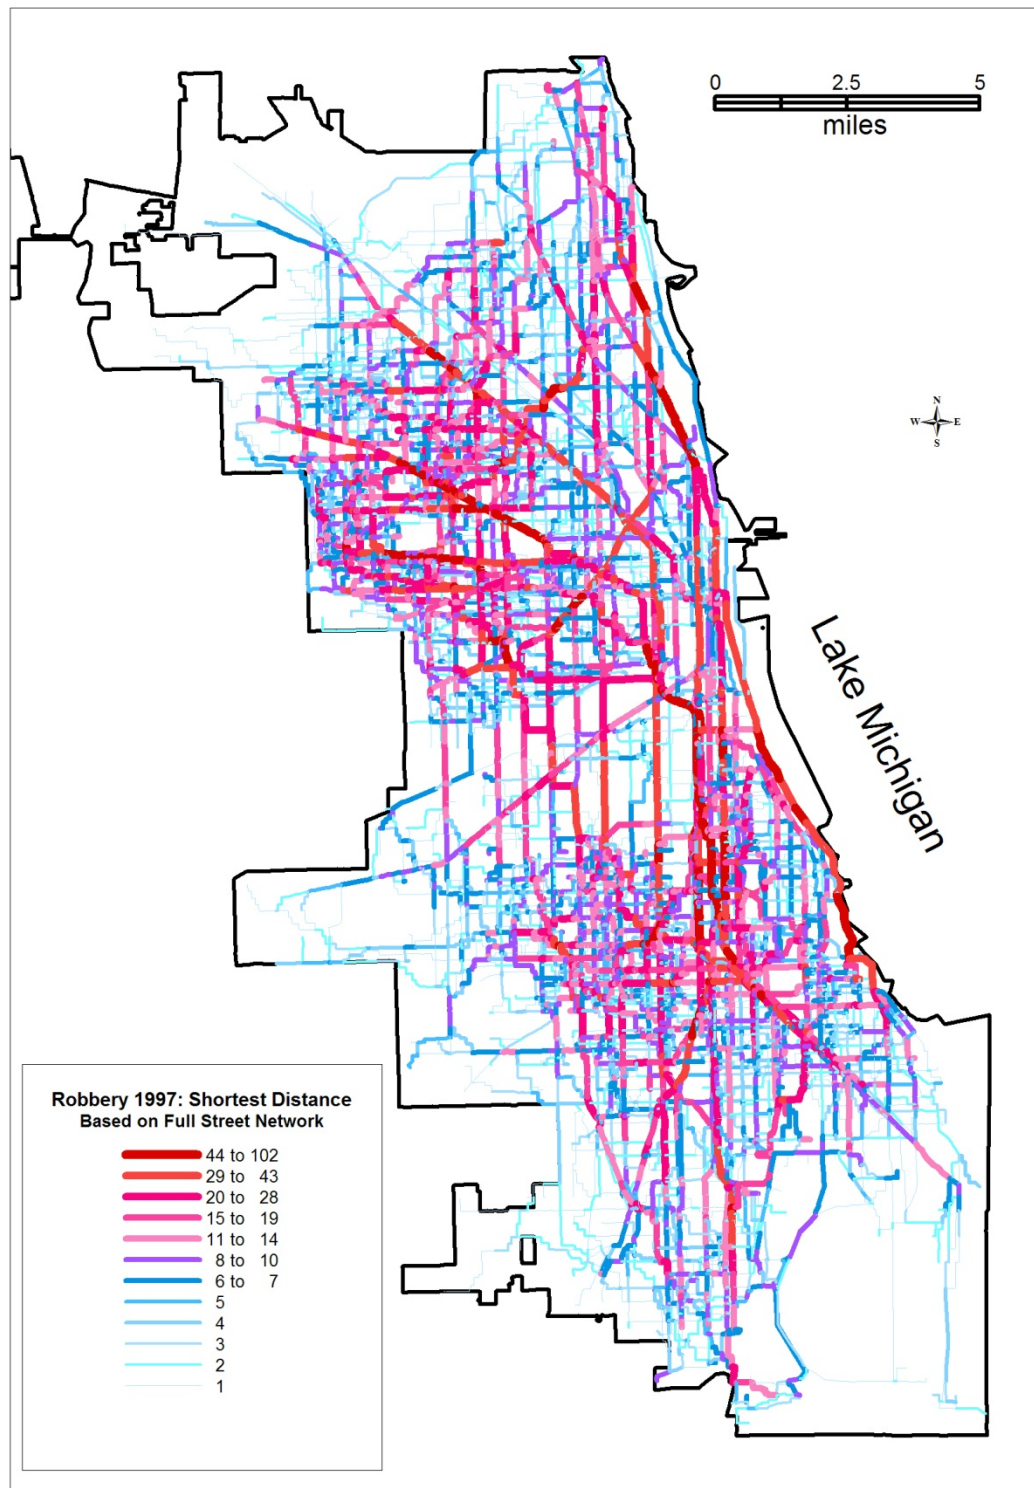 0 2.5 5
miles
N
W E
S
Lake Michigan
Robbery 1997: Shortest Distance
Based on Full Street Network
44 to 102
29 to 43
20 to 28
15 to 19
11 to 14
8 to 10
6 to 7
5
4
3
2
1